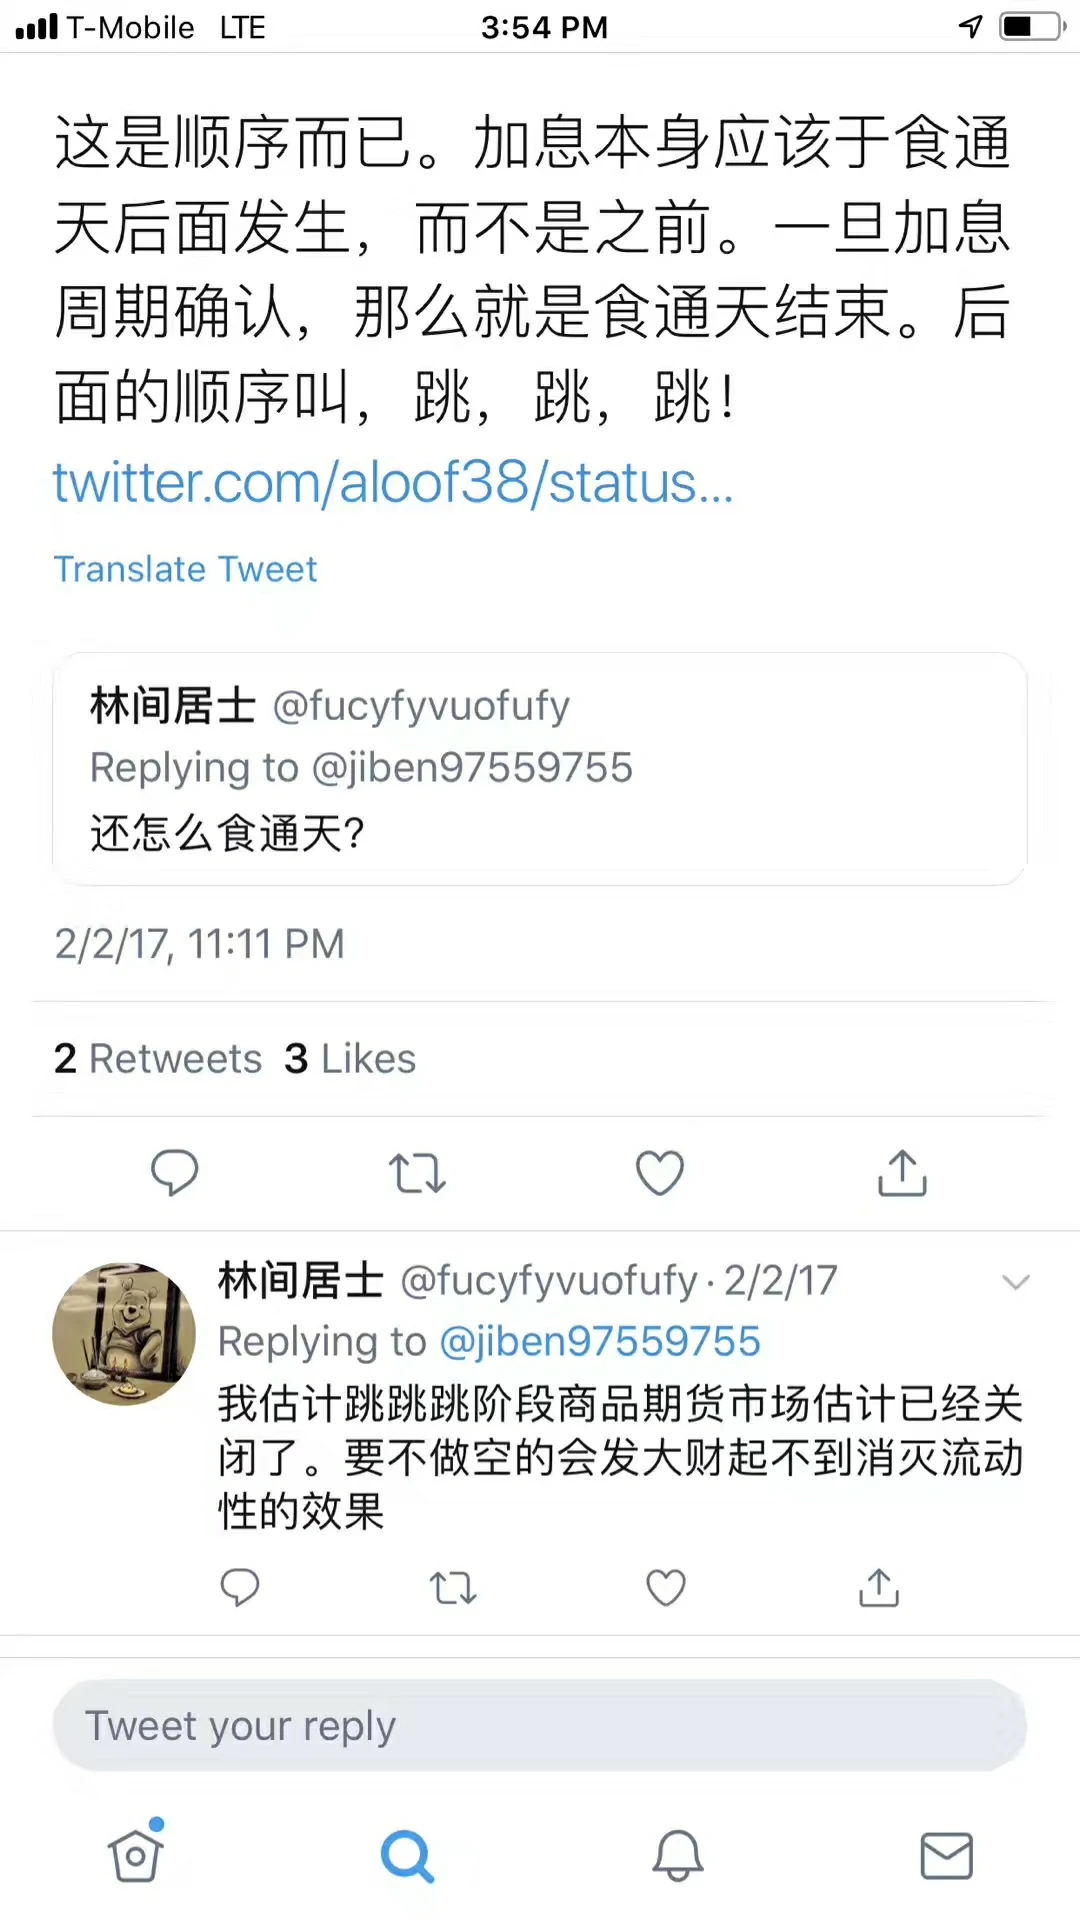 T-Mobile LTE 3:54 PM
这是顺序而已。加息本身应该于食通
天后面发生，而不是之前。一旦加息
周期确认，那么就是食通天结束。后
面的顺序叫，跳，跳，跳！
twitter.com/aloof38/status...
Translate Tweet
林间居士 @fucyfyvuofufy
Replying to @jiben97559755
还怎么食通天?
2/2/17, 11:11 PM
2 Retweets 3 Likes
林间居士 @fucyfyvuofufy · 2/2/17
Replying to @jiben97559755
我估计跳跳跳阶段商品期货市场估计已经关
闭了。要不做空的会发大财起不到消灭流动
性的效果
Tweet your reply